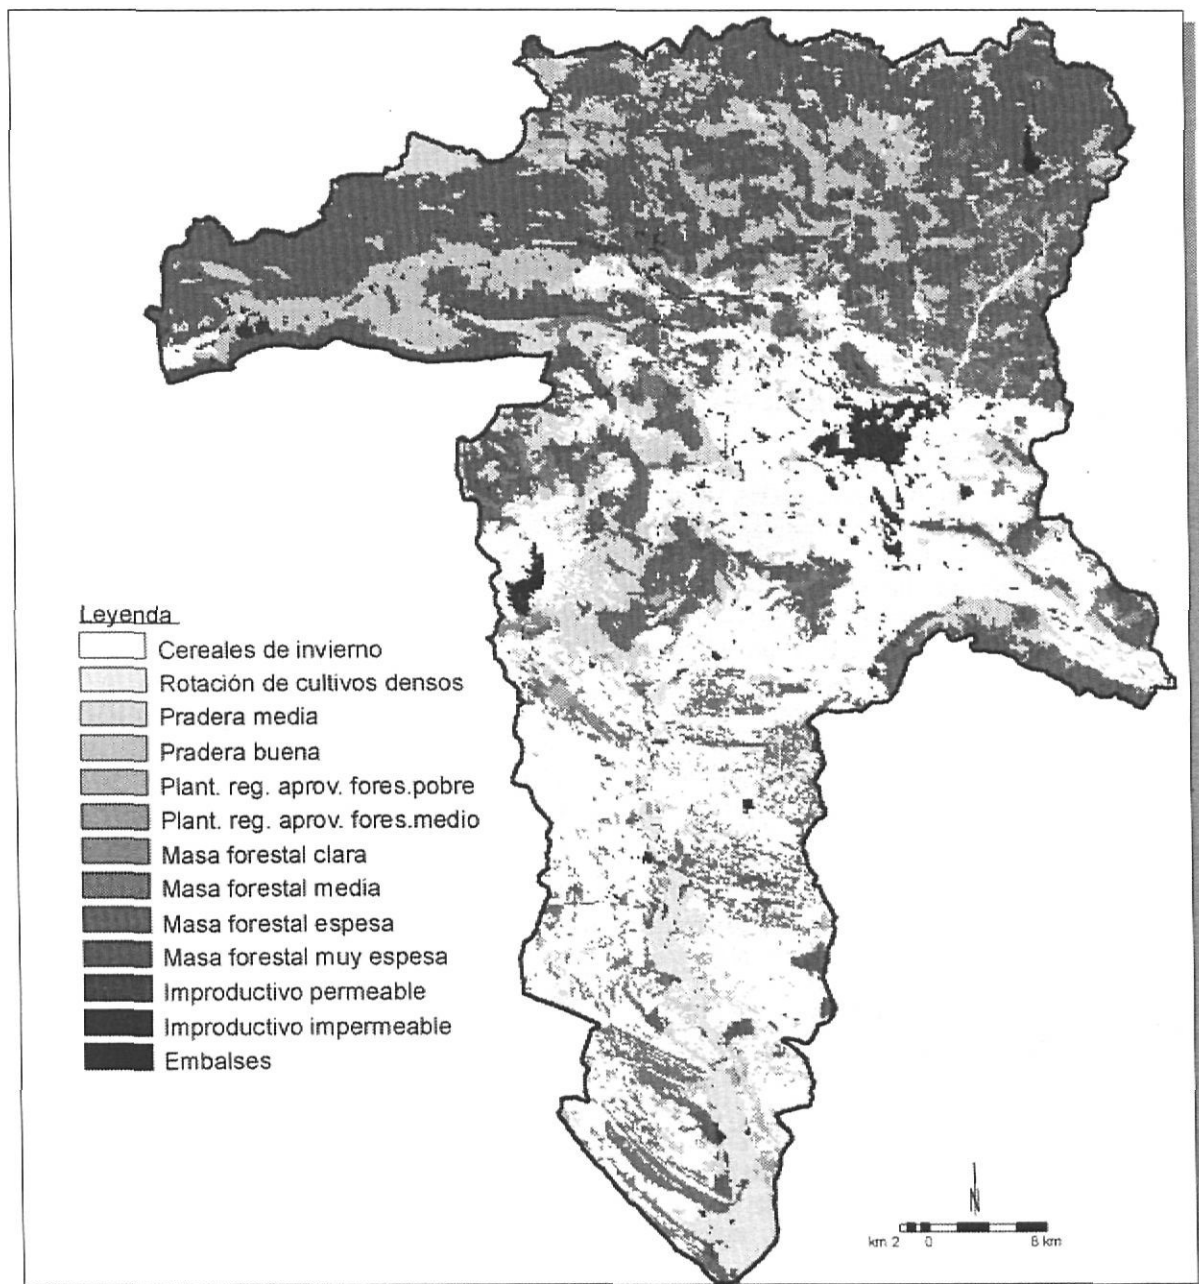 Leyenda
Cereales de invierno
Rotación de cultivos densos
Pradera media
Pradera buena
Plant. reg. aprov. fores.pobre
Plant. reg. aprov. fores.medio
Masa forestal clara
Masa forestal media
Masa forestal espesa
Masa forestal muy espesa
Improductivo permeable
Improductivo impermeable
Embalses
N
km 2 0 8 km